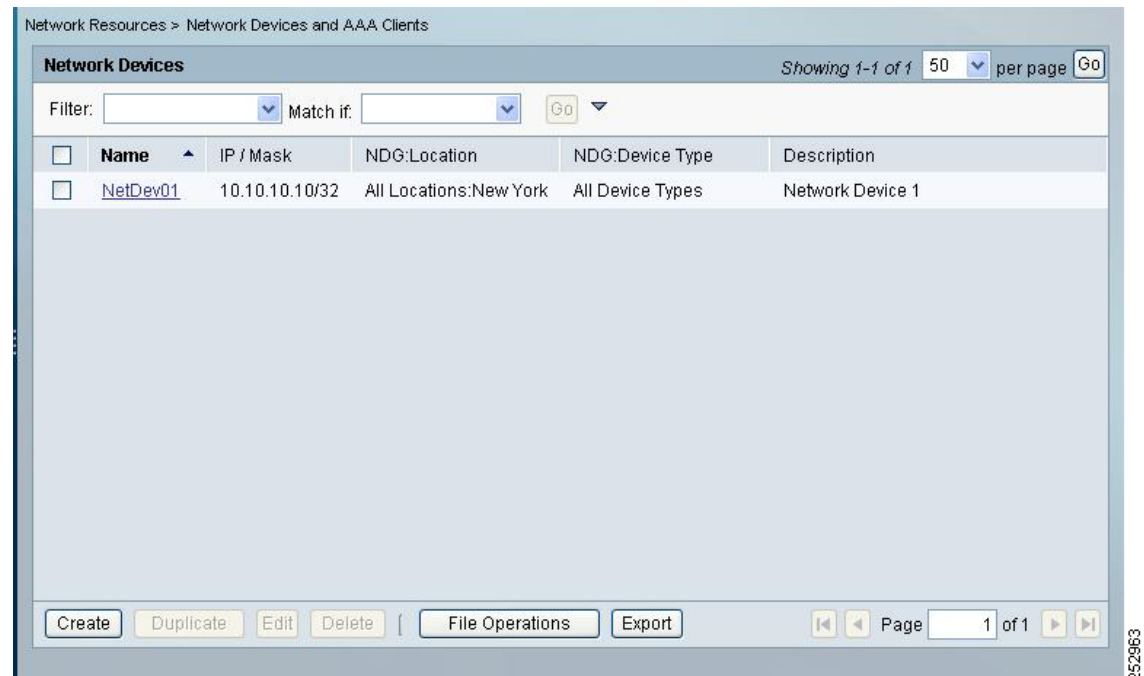 Network Resources > Network Devices and AAA Clients
Network Devices Showing 1-1 of 1 50 per page Go
Filter: Match if: Go
Name IP / Mask NDG:Location NDG:Device Type Description
NetDev01 10.10.10.10/32 All Locations:New York All Device Types Network Device 1
Create Duplicate Edit Delete | File Operations Export Page 1 of 1
252963